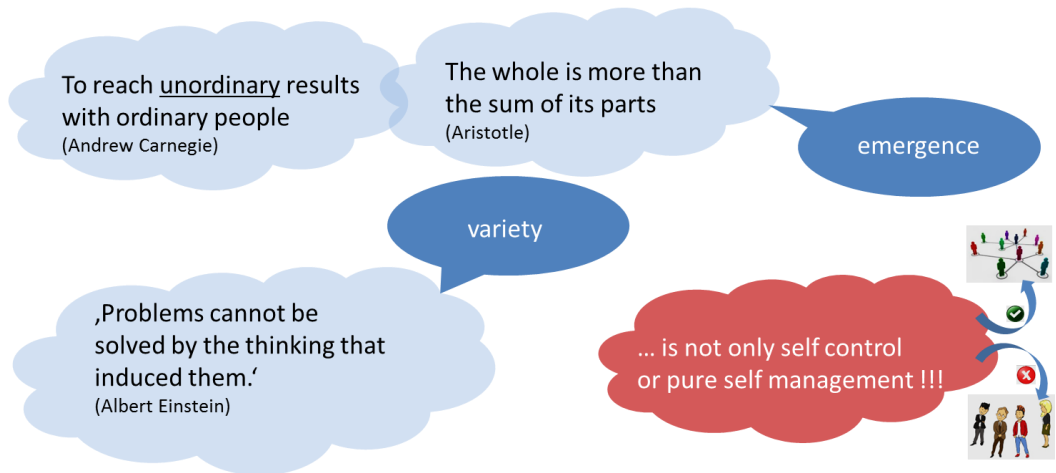 To reach unordinary results
with ordinary people
(Andrew Carnegie)
The whole is more than
the sum of its parts
(Aristotle)
emergence
variety
‚Problems cannot be
solved by the thinking that
induced them.‘
(Albert Einstein)
... is not only self control
or pure self management !!!